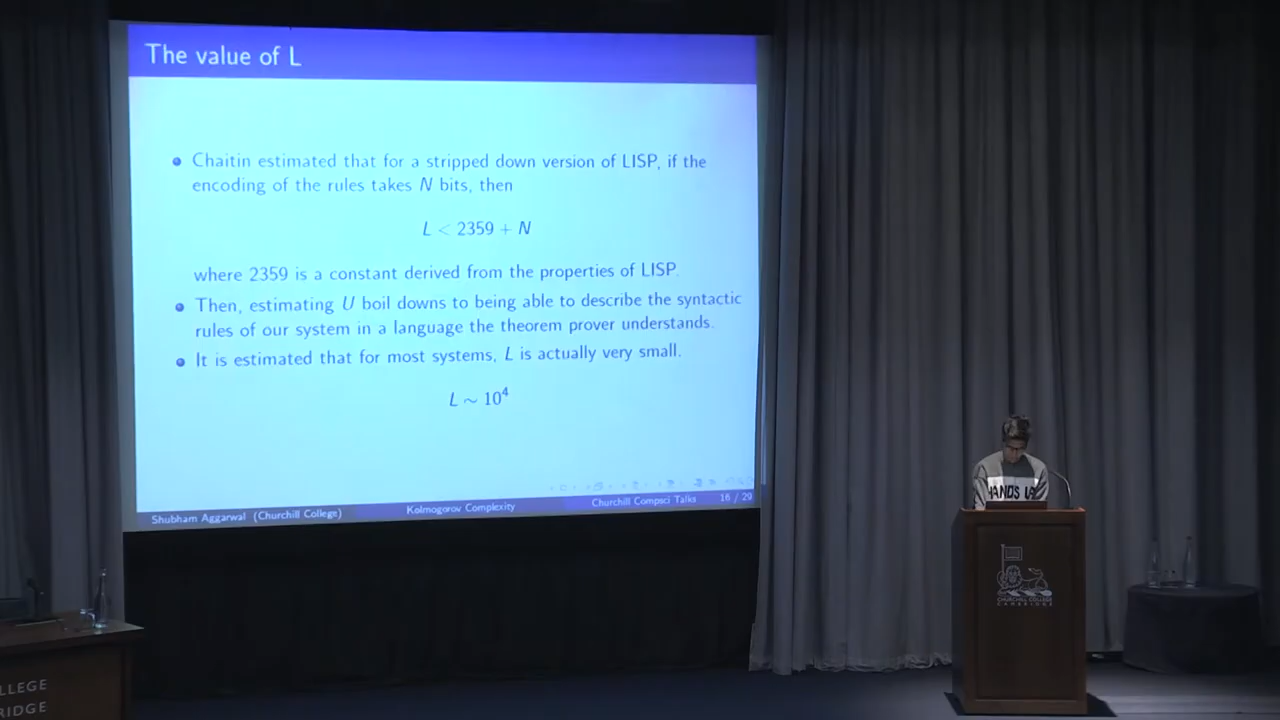 The value of L
Chaitin estimated that for a stripped down version of LISP, if the
encoding of the rules takes N bits, then
L < 2359 + N
where 2359 is a constant derived from the properties of LISP.
Then, estimating U boil downs to being able to describe the syntactic
rules of our system in a language the theorem prover understands.
It is estimated that for most systems, L is actually very small.
L ∼ 10⁴
Shubham Aggarwal (Churchill College) Kolmogorov Complexity Churchill Compsci Talks 16 / 29
HANDS
CHURCHILL COLLEGE
CAMBRIDGE
LLEGE
RIDGE